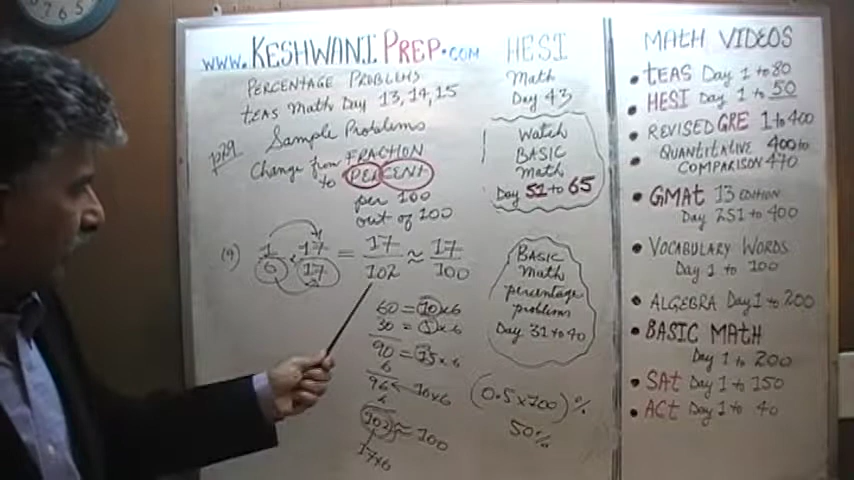 www.KESHWANIPREP.com
PERCENTAGE PROBLEMS
TEAS Math Day 13, 14, 15
Sample Problems
P29
Change from FRACTION
to PERCENT
per 100
out of 100
(4) 1/6 × 17/17 = 17/102 ≈ 17/100
60 = 10×6
30 = 5×6
90 = 15×6
6
96 16×6
6
102 ≈ 100
17×6
HESI
Math
Day 43
Watch
BASIC
Math
Day 51 to 65
BASIC
Math
percentage
problems
Day 31 to 40
(0.5×100)%
50%
MATH VIDEOS
TEAS Day 1 to 80
HESI Day 1 to 50
REVISED GRE 1 to 400
QUANTITATIVE 400 to
COMPARISON 470
GMAT 13 EDITION
Day 251 to 400
VOCABULARY WORDS
Day 1 to 100
ALGEBRA Day 1 to 200
BASIC MATH
Day 1 to 200
SAT Day 1 to 150
ACT Day 1 to 40